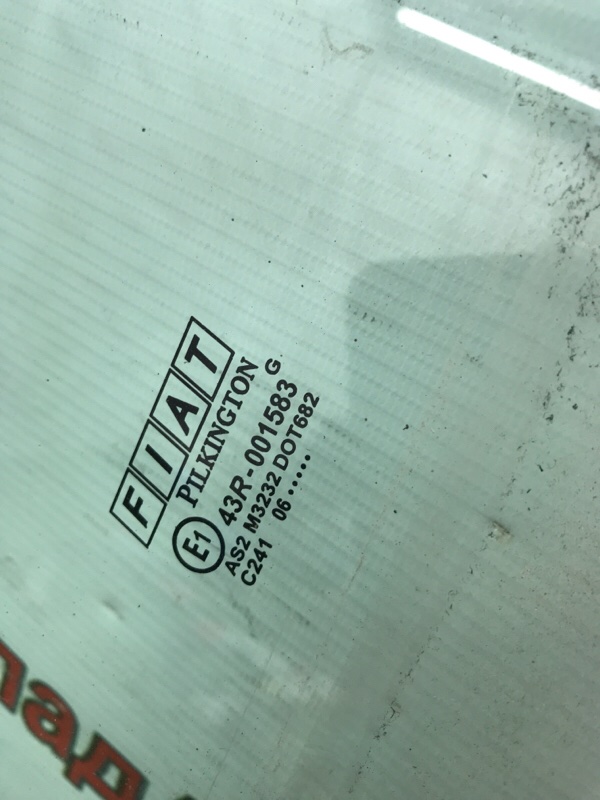 FIAT
PILKINGTON
E1 43R-001583 G
AS2 M3232 DOT682
C241 06.....